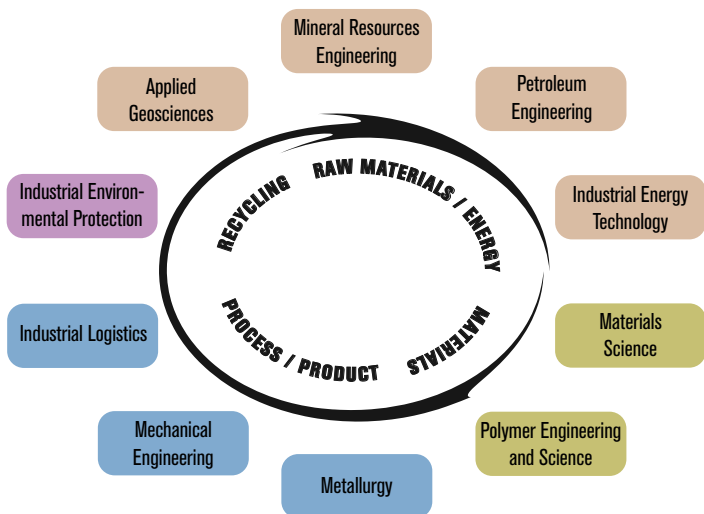 Mineral Resources
Engineering
Applied
Geosciences
Petroleum
Engineering
Industrial Environ-
mental Protection
RECYCLING
RAW MATERIALS / ENERGY
Industrial Energy
Technology
Industrial Logistics
PROCESS / PRODUCT
MATERIALS
Materials
Science
Mechanical
Engineering
Metallurgy
Polymer Engineering
and Science